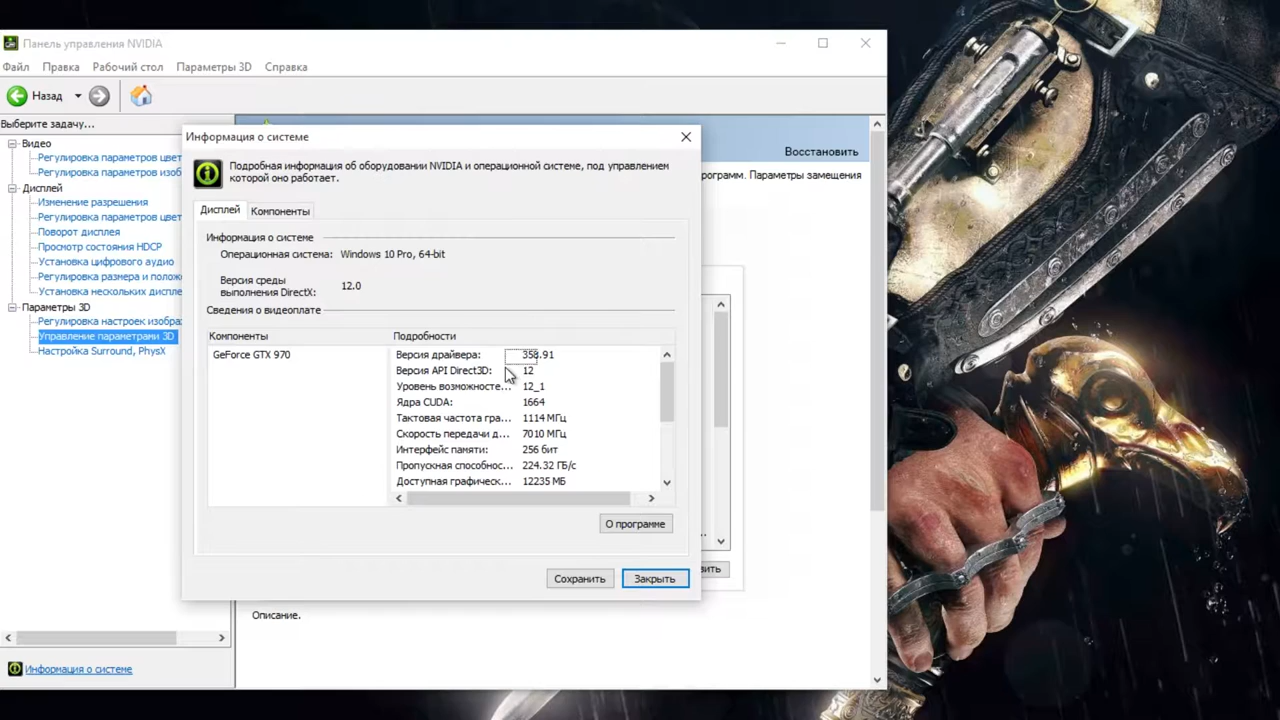 Панель управления NVIDIA
Файл Правка Рабочий стол Параметры 3D Справка
Назад
Выберите задачу...
Видео
Регулировка параметров цвет
Регулировка параметров изоб
Дисплей
Изменение разрешения
Регулировка параметров цвет
Поворот дисплея
Просмотр состояния HDCP
Установка цифрового аудио
Регулировка размера и положе
Установка нескольких дисплє
Параметры 3D
Регулировка настроек изобра
Управление параметрами 3D
Настройка Surround, PhysX
Информация о системе
Восстановить
программ. Параметры замещения
Информация о системе
Подробная информация об оборудовании NVIDIA и операционной системе, под управлением
которой оно работает.
Дисплей Компоненты
Информация о системе
Операционная система: Windows 10 Pro, 64-bit
Версия среды
выполнения DirectX: 12.0
Сведения о видеоплате
Компоненты Подробности
GeForce GTX 970
Версия драйвера: 358.91
Версия API Direct3D: 12
Уровень возможносте... 12_1
Ядра CUDA: 1664
Тактовая частота гра... 1114 МГц
Скорость передачи д... 7010 МГц
Интерфейс памяти: 256 бит
Пропускная способнос... 224.32 ГБ/с
Доступная графическ... 12235 МБ
О программе
Сохранить Закрыть
...
вить
Описание.